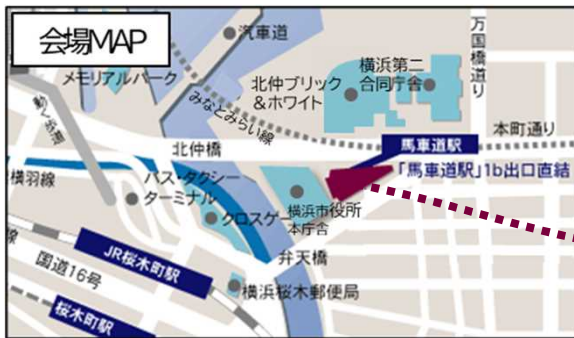 会場MAP
汽車道
万国橋通り
メモリアルパーク
みなとみらい線
北仲ブリック
&ホワイト
横浜第二
合同庁舎
動く歩道
馬車道駅
本町通り
北仲橋
「馬車道駅」1b出口直結
横羽線
バス・タクシー
ターミナル
クロスゲート
横浜市役所
本庁舎
弁天橋
JR桜木町駅
国道16号
横浜桜木郵便局
桜木町駅